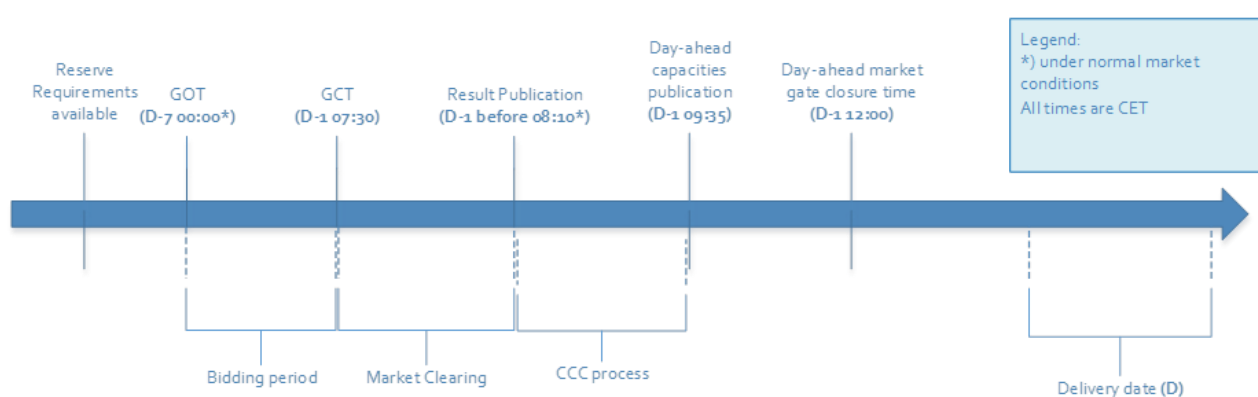 Reserve
Requirements
available
GOT
(D-7 00:00*)
GCT
(D-1 07:30)
Result Publication
(D-1 before 08:10*)
Day-ahead
capacities
publication
(D-1 09:35)
Day-ahead market
gate closure time
(D-1 12:00)
Legend:
*) under normal market
conditions
All times are CET
Bidding period
Market Clearing
CCC process
Delivery date (D)